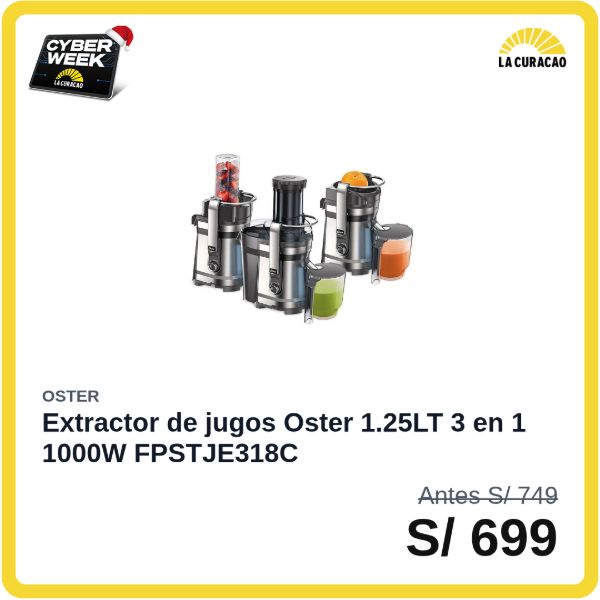 CYBER
WEEK
LA CURACAO
LA CURACAO
OSTER
Extractor de jugos Oster 1.25LT 3 en 1
1000W FPSTJE318C
Antes S/ 749
S/ 699